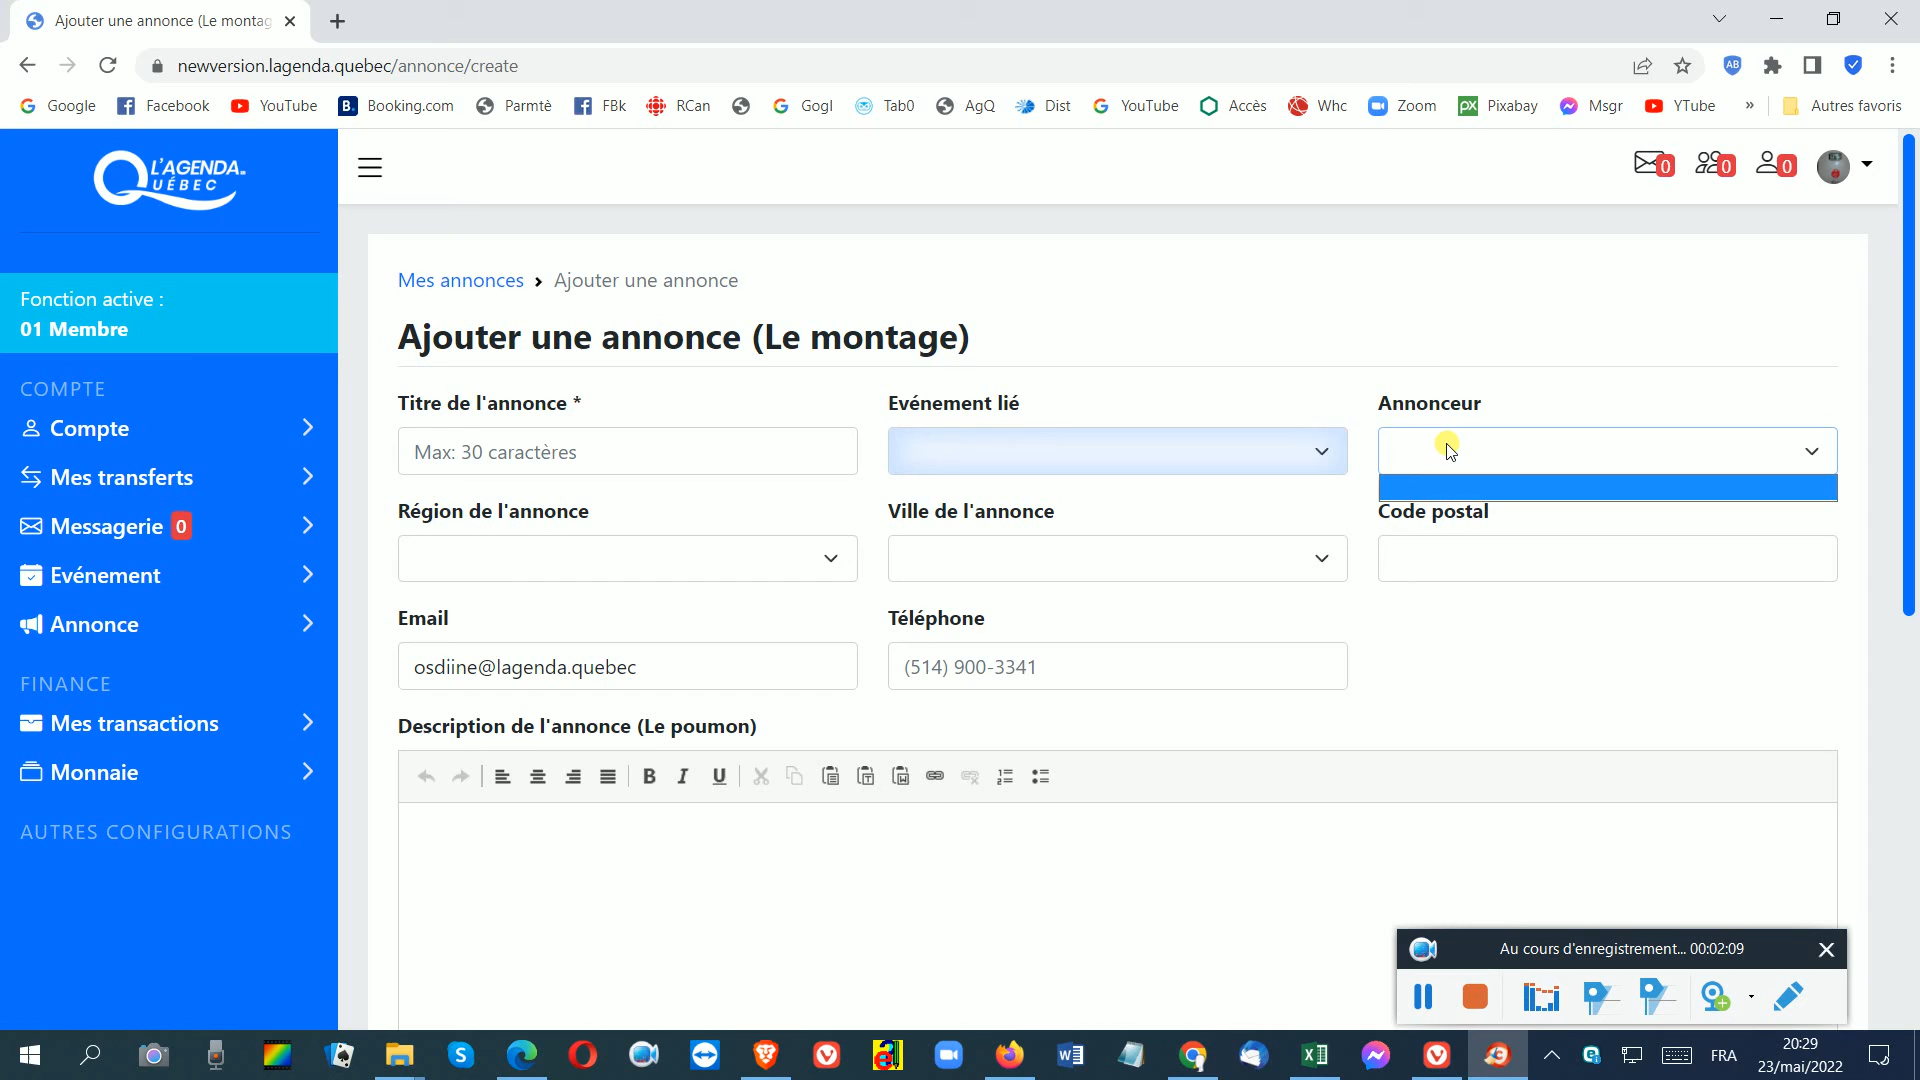 Ajouter une annonce (Le montag
newversion.lagenda.quebec/annonce/create
Google
Facebook
YouTube
Booking.com
Parmtè
FBk
RCan
Gogl
Tab0
AgQ
Dist
YouTube
Accès
Whc
Zoom
Pixabay
Msgr
YTube
»
Autres favoris
L'AGENDA
UÉBEC
0
0
0
Fonction active :
01 Membre
COMPTE
Compte
Mes transferts
Messagerie 0
Evénement
Annonce
FINANCE
Mes transactions
Monnaie
AUTRES CONFIGURATIONS
Mes annonces › Ajouter une annonce
Ajouter une annonce (Le montage)
Titre de l'annonce *
Evénement lié
Annonceur
Max: 30 caractères
Région de l'annonce
Ville de l'annonce
Code postal
Email
Téléphone
osdiine@lagenda.quebec
(514) 900-3341
Description de l'annonce (Le poumon)
B I U
Au cours d'enregistrement... 00:02:09
FRA
20:29
23/mai/2022